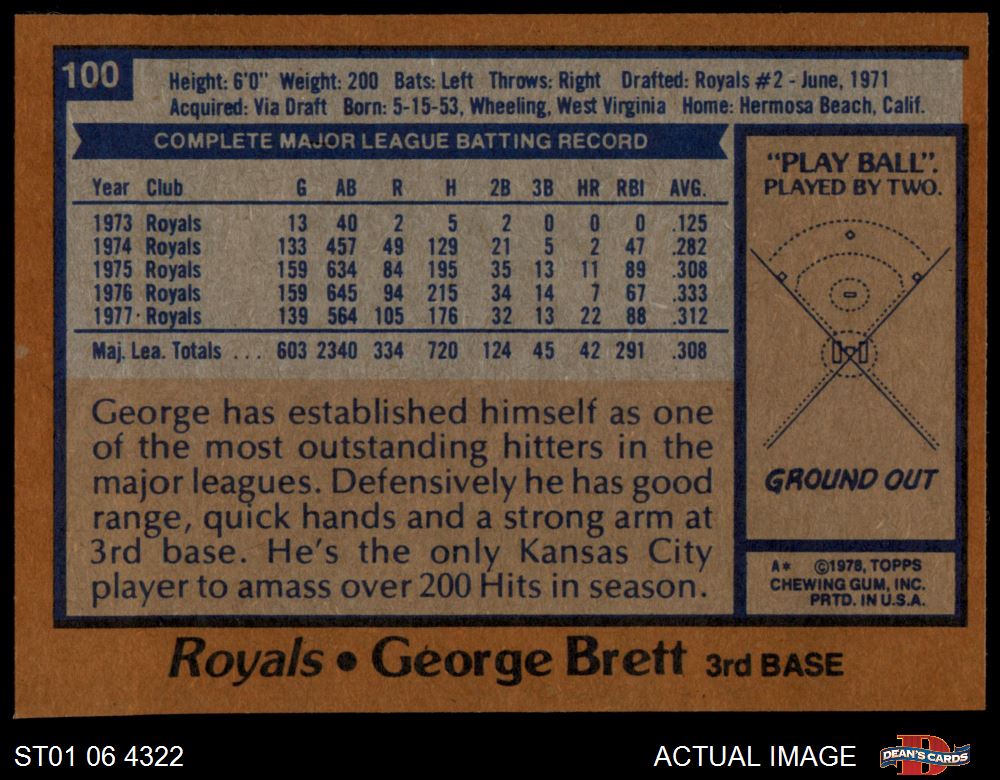 100
Height: 6'0" Weight: 200 Bats: Left Throws: Right Drafted: Royals #2 - June, 1971
Acquired: Via Draft Born: 5-15-53, Wheeling, West Virginia Home: Hermosa Beach, Calif.
COMPLETE MAJOR LEAGUE BATTING RECORD
Year Club G AB R H 2B 3B HR RBI AVG.
1973 Royals 13 40 2 5 2 0 0 0 .125
1974 Royals 133 457 49 129 21 5 2 47 .282
1975 Royals 159 634 84 195 35 13 11 89 .308
1976 Royals 159 645 94 215 34 14 7 67 .333
1977 Royals 139 564 105 176 32 13 22 88 .312
Maj. Lea. Totals ... 603 2340 334 720 124 45 42 291 .308
George has established himself as one
of the most outstanding hitters in the
major leagues. Defensively he has good
range, quick hands and a strong arm at
3rd base. He's the only Kansas City
player to amass over 200 Hits in season.
"PLAY BALL".
PLAYED BY TWO.
GROUND OUT
A* ©1978, TOPPS
CHEWING GUM, INC.
PRTD. IN U.S.A.
Royals • George Brett 3rd BASE
ST01 06 4322
ACTUAL IMAGE
D
DEAN'S CARDS